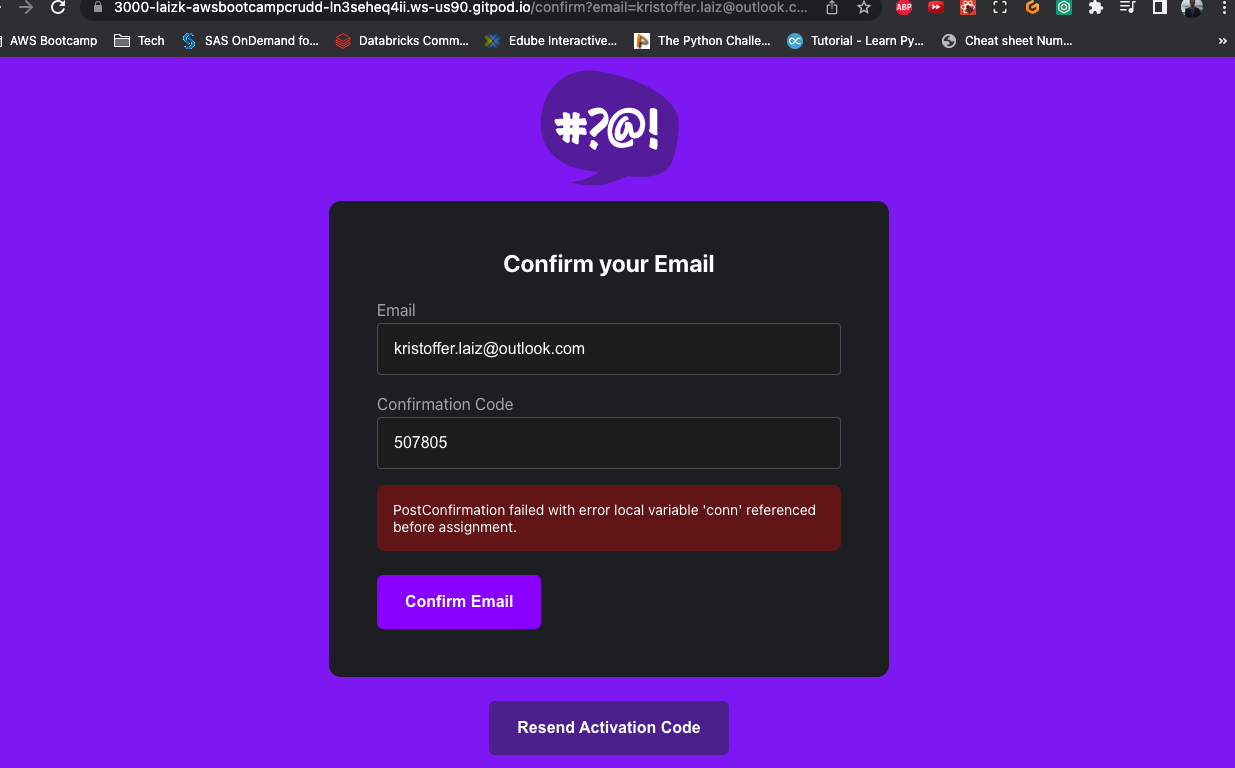 3000-laizk-awsbootcampcrudd-ln3seheq4ii.ws-us90.gitpod.io/confirm?email=kristoffer.laiz@outlook.c...
ABP
AWS Bootcamp Tech SAS OnDemand fo... Databricks Comm... Edube Interactive... The Python Challe... Tutorial - Learn Py... Cheat sheet Num... »
#?@!
Confirm your Email
Email
kristoffer.laiz@outlook.com
Confirmation Code
507805
PostConfirmation failed with error local variable 'conn' referenced
before assignment.
Confirm Email
Resend Activation Code